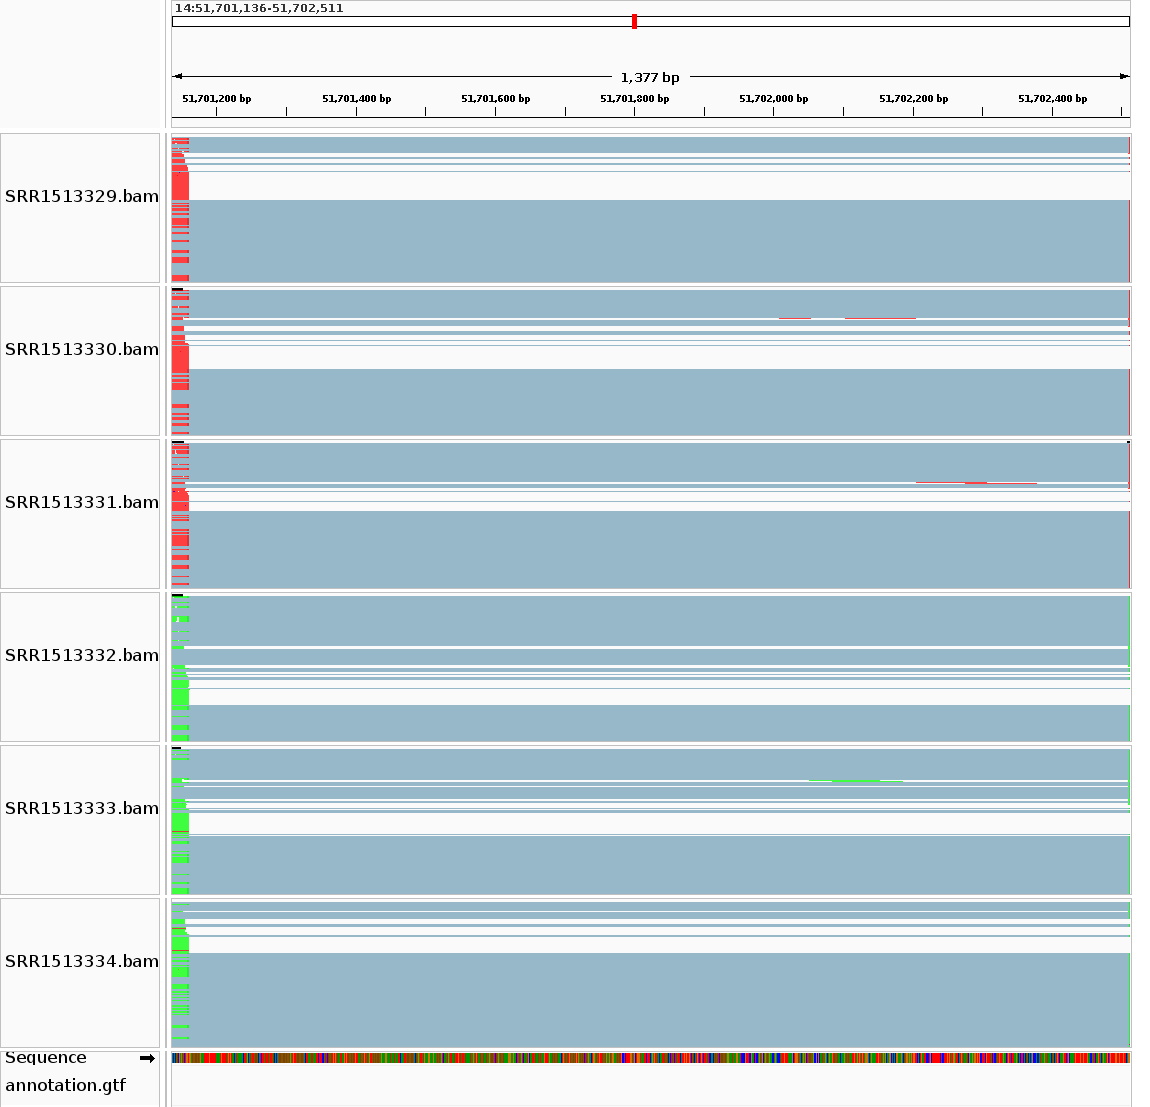 14:51,701,136-51,702,511
1,377 bp
51,701,200 bp 51,701,400 bp 51,701,600 bp 51,701,800 bp 51,702,000 bp 51,702,200 bp 51,702,400 bp
SRR1513329.bam
SRR1513330.bam
SRR1513331.bam
SRR1513332.bam
SRR1513333.bam
SRR1513334.bam
Sequence
annotation.gtf